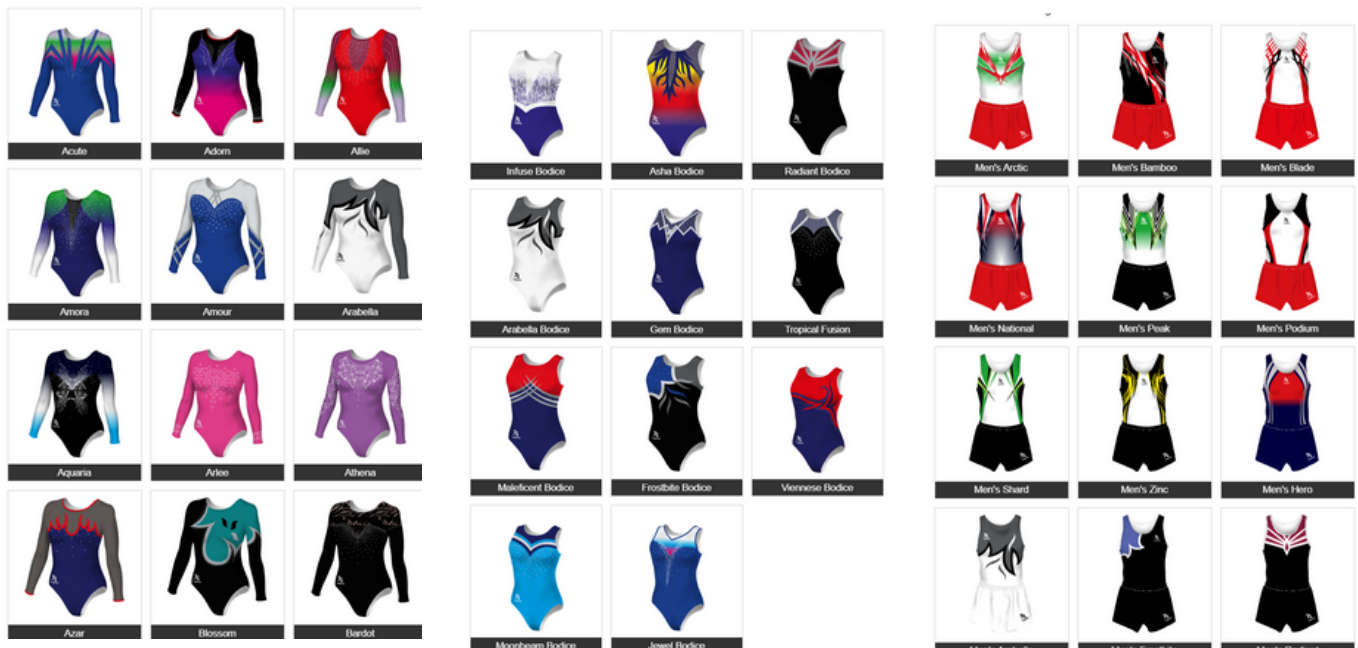 Acute
Adorn
Allie
Amora
Amour
Arabella
Aquaria
Arlee
Athena
Azar
Blossom
Bardot
Infuse Bodice
Asha Bodice
Radiant Bodice
Arabella Bodice
Gem Bodice
Tropical Fusion
Maleficent Bodice
Frostbite Bodice
Viennese Bodice
Moonbeam Bodice
Jewel Bodice
Men's Arctic
Men's Bamboo
Men's Blade
Men's National
Men's Peak
Men's Podium
Men's Shard
Men's Zinc
Men's Hero